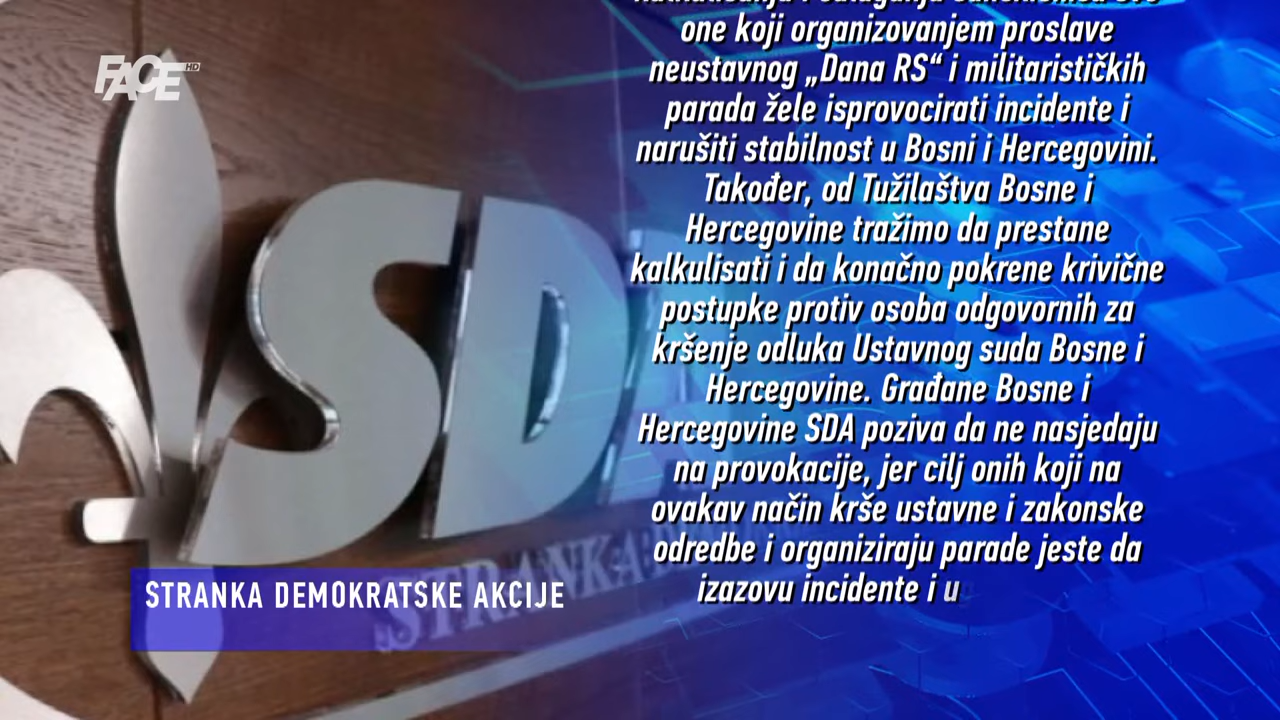 FACE HD
one koji organizovanjem proslave
neustavnog „Dana RS“ i militarističkih
parada žele isprovocirati incidente i
narušiti stabilnost u Bosni i Hercegovini.
Također, od Tužilaštva Bosne i
Hercegovine tražimo da prestane
kalkulisati i da konačno pokrene krivične
postupke protiv osoba odgovornih za
kršenje odluka Ustavnog suda Bosne i
Hercegovine. Građane Bosne i
Hercegovine SDA poziva da ne nasjedaju
na provokacije, jer cilj onih koji na
ovakav način krše ustavne i zakonske
odredbe i organiziraju parade jeste da
izazovu incidente i u
SDA
STRANKA
STRANKA DEMOKRATSKE AKCIJE